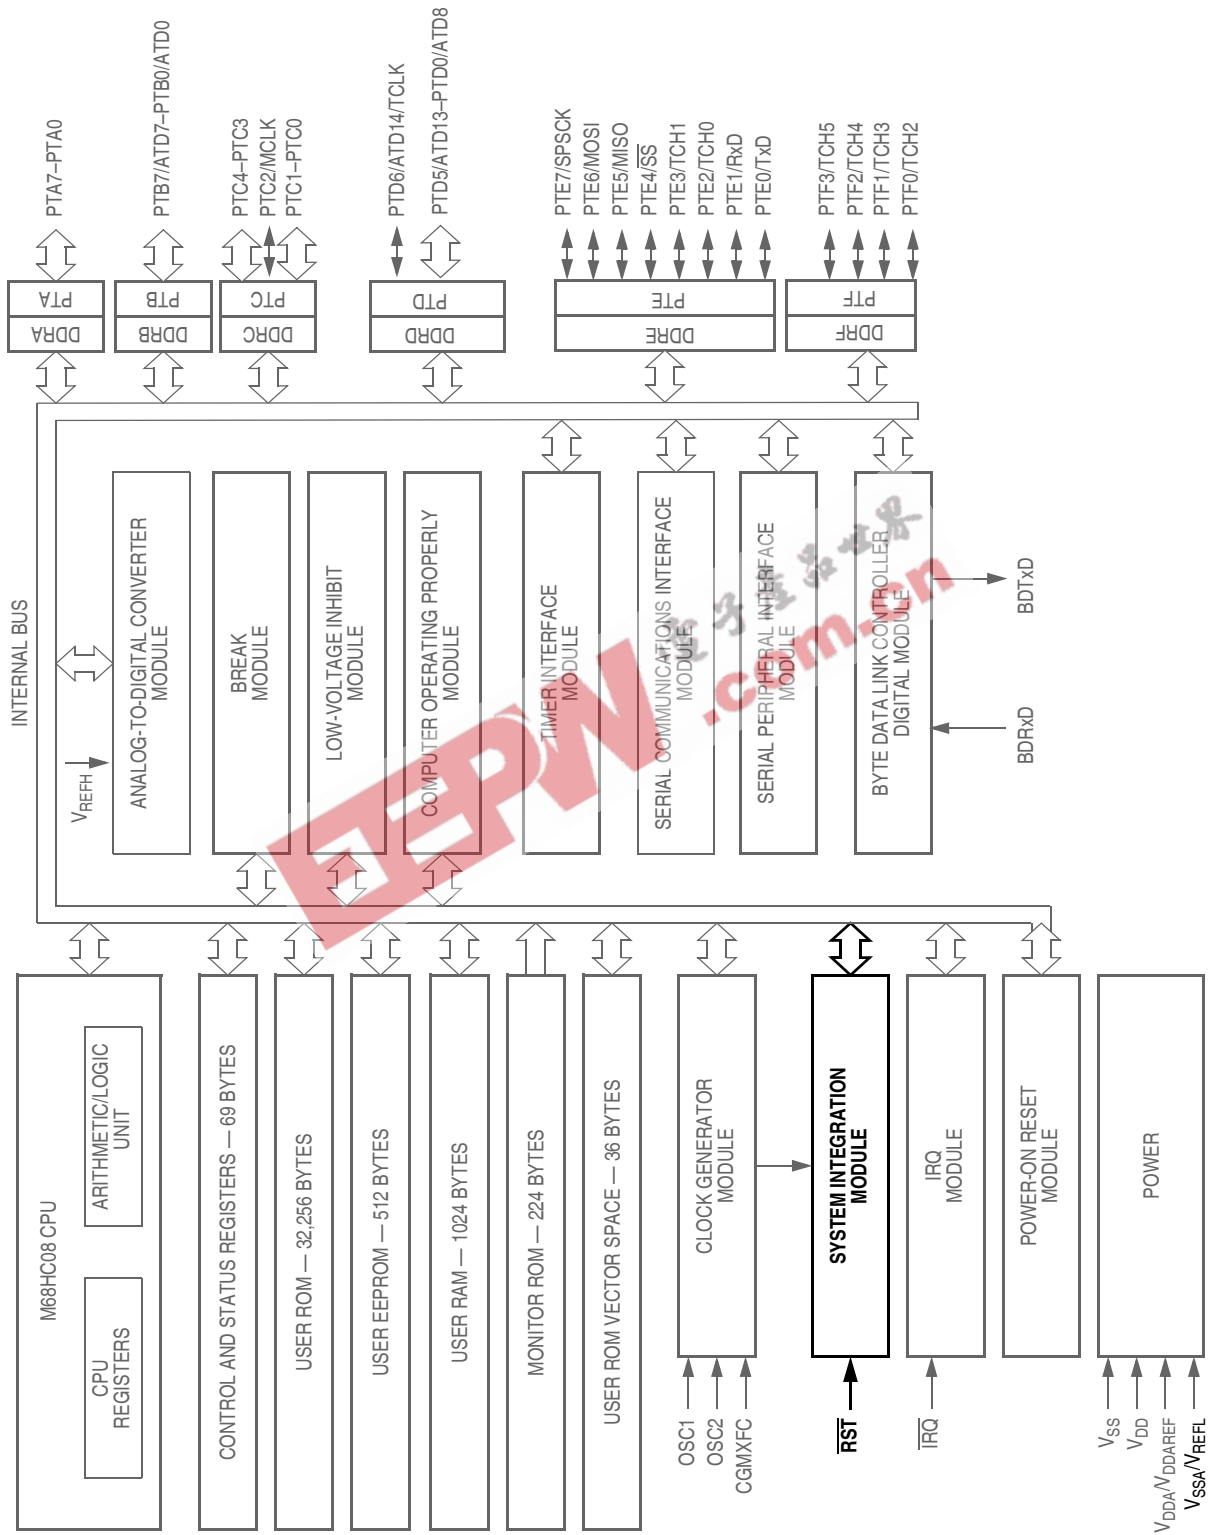 M68HC08 CPU
CPU
REGISTERS
ARITHMETIC/LOGIC
UNIT
CONTROL AND STATUS REGISTERS — 69 BYTES
USER ROM — 32,256 BYTES
USER EEPROM — 512 BYTES
USER RAM — 1024 BYTES
MONITOR ROM — 224 BYTES
USER ROM VECTOR SPACE — 36 BYTES
OSC1
OSC2
CGMXFC
CLOCK GENERATOR
MODULE
RST
SYSTEM INTEGRATION
MODULE
IRQ
IRQ
MODULE
POWER-ON RESET
MODULE
VSS
VDD
VDDA/VDDAREF
VSSA/VREFL
POWER
INTERNAL BUS
VREFH
ANALOG-TO-DIGITAL CONVERTER
MODULE
BREAK
MODULE
LOW-VOLTAGE INHIBIT
MODULE
COMPUTER OPERATING PROPERLY
MODULE
TIMER INTERFACE
MODULE
SERIAL COMMUNICATIONS INTERFACE
MODULE
SERIAL PERIPHERAL INTERFACE
MODULE
BYTE DATA LINK CONTROLLER
DIGITAL MODULE
BDRxD
BDTxD
DDRA
PTA
PTA7–PTA0
DDRB
PTB
PTB7/ATD7–PTB0/ATD0
DDRC
PTC
PTC4–PTC3
PTC2/MCLK
PTC1–PTC0
DDRD
PTD
PTD6/ATD14/TCLK
PTD5/ATD13–PTD0/ATD8
DDRE
PTE
PTE7/SPSCK
PTE6/MOSI
PTE5/MISO
PTE4/SS
PTE3/TCH1
PTE2/TCH0
PTE1/RxD
PTE0/TxD
DDRF
PTF
PTF3/TCH5
PTF2/TCH4
PTF1/TCH3
PTF0/TCH2
EEPW.com.cn
电子产品世界